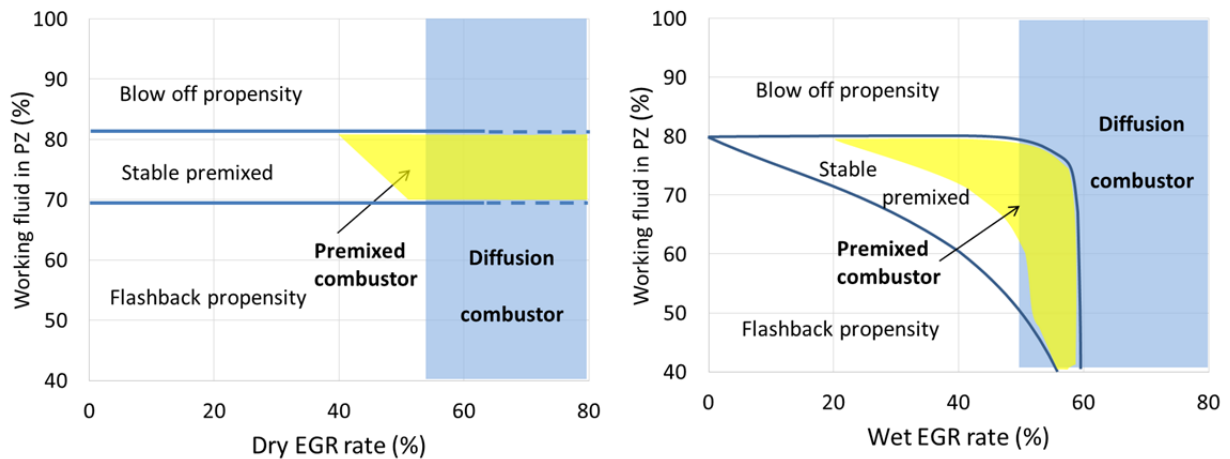 100
90
80
70
60
50
40
Working fluid in PZ (%)
Blow off propensity
Stable premixed
Premixed
combustor
Diffusion
combustor
Flashback propensity
0
20
40
60
80
Dry EGR rate (%)
100
90
80
70
60
50
40
Working fluid in PZ (%)
Blow off propensity
Diffusion
combustor
Stable
premixed
Premixed
combustor
Flashback propensity
0
20
40
60
80
Wet EGR rate (%)